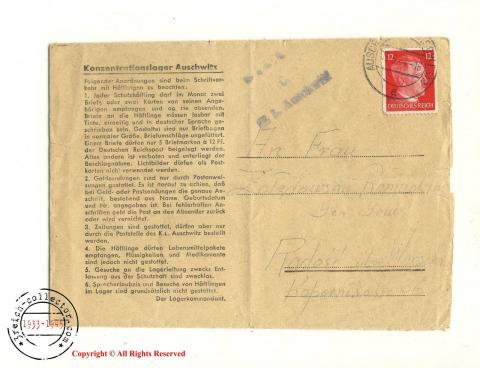 Konzentrationslager Auschwitz
Folgende Anordnungen sind beim Schriftver-
kehr mit Häftlingen zu beachten:
1. Jeder Schutzhäftling darf im Monat zwei
Briefe oder zwei Karten von seinen Ange-
hörigen empfangen und an sie absenden.
Briefe an die Häftlinge müssen lesbar mit
Tinte, einseitig und in deutscher Sprache ge-
schrieben sein. Gestattet sind nur Briefbogen
in normaler Größe. Briefumschläge ungefüttert.
Einem Briefe dürfen nur 5 Briefmarken à 12 Pf.
der Deutschen Reichspost beigelegt werden.
Alles andere ist verboten und unterliegt der
Beschlagnahme. Lichtbilder dürfen als Post-
karten nicht verwendet werden.
2. Geldsendungen sind nur durch Postanwei-
sungen gestattet. Es ist darauf zu achten, daß
bei Geld- oder Postsendungen die genaue An-
schrift, bestehend aus Name, Geburtsdatum
und Nr. angegeben ist. Bei fehlerhaften An-
schriften geht die Post an den Absender zurück
oder wird vernichtet.
3. Zeitungen sind gestattet, dürfen aber nur
durch die Poststelle des K.L. Auschwitz bestellt
werden.
4. Die Häftlinge dürfen Lebensmittelpakete
empfangen, Flüssigkeiten und Medikamente
sind jedoch nicht gestattet.
5. Gesuche an die Lagerleitung zwecks Ent-
lassung aus der Schutzhaft sind zwecklos.
6. Sprecherlaubnis und Besuche von Häftlingen
im Lager sind grundsätzlich nicht gestattet.
Der Lagerkommandant.
Auschwitz
12 12
DEUTSCHES REICH
An Frau
Radość
3reich-collector.com
1933-1945
Copyright © All Rights Reserved